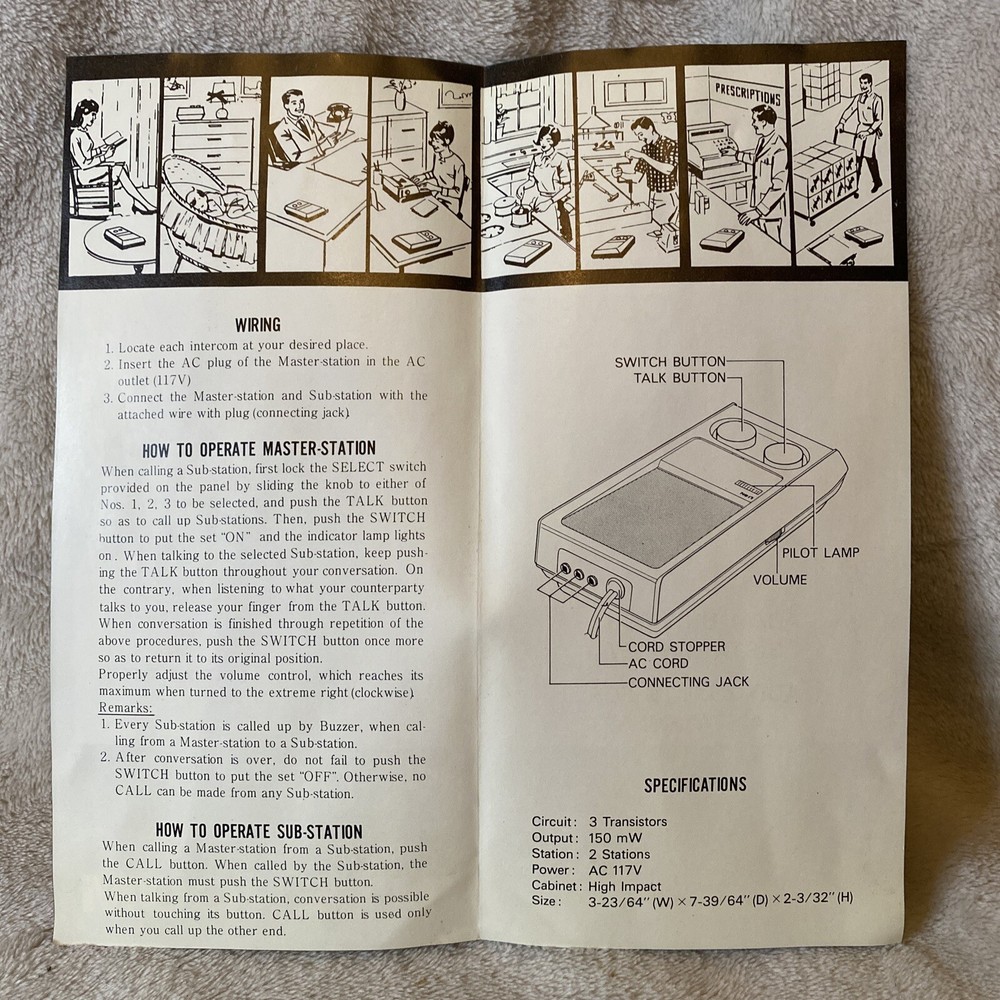 PRESCRIPTIONS
WIRING
1. Locate each intercom at your desired place.
2. Insert the AC plug of the Master-station in the AC
outlet (117V)
3. Connect the Master-station and Sub-station with the
attached wire with plug (connecting jack).
HOW TO OPERATE MASTER-STATION
When calling a Sub-station, first lock the SELECT switch
provided on the panel by sliding the knob to either of
Nos. 1, 2, 3 to be selected, and push the TALK button
so as to call up Sub-stations. Then, push the SWITCH
button to put the set "ON" and the indicator lamp lights
on. When talking to the selected Sub-station, keep push-
ing the TALK button throughout your conversation. On
the contrary, when listening to what your counterparty
talks to you, release your finger from the TALK button.
When conversation is finished through repetition of the
above procedures, push the SWITCH button once more
so as to return it to its original position.
Properly adjust the volume control, which reaches its
maximum when turned to the extreme right (clockwise).
Remarks:
1. Every Sub-station is called up by Buzzer, when cal-
ling from a Master-station to a Sub-station.
2. After conversation is over, do not fail to push the
SWITCH button to put the set "OFF". Otherwise, no
CALL can be made from any Sub-station.
HOW TO OPERATE SUB-STATION
When calling a Master-station from a Sub-station, push
the CALL button. When called by the Sub-station, the
Master-station must push the SWITCH button.
When talking from a Sub-station, conversation is possible
without touching its button. CALL button is used only
when you call up the other end.
SWITCH BUTTON
TALK BUTTON
PILOT LAMP
VOLUME
CORD STOPPER
AC CORD
CONNECTING JACK
SPECIFICATIONS
Circuit: 3 Transistors
Output: 150 mW
Station: 2 Stations
Power: AC 117V
Cabinet: High Impact
Size: 3-23/64" (W) × 7-39/64" (D) × 2-3/32" (H)